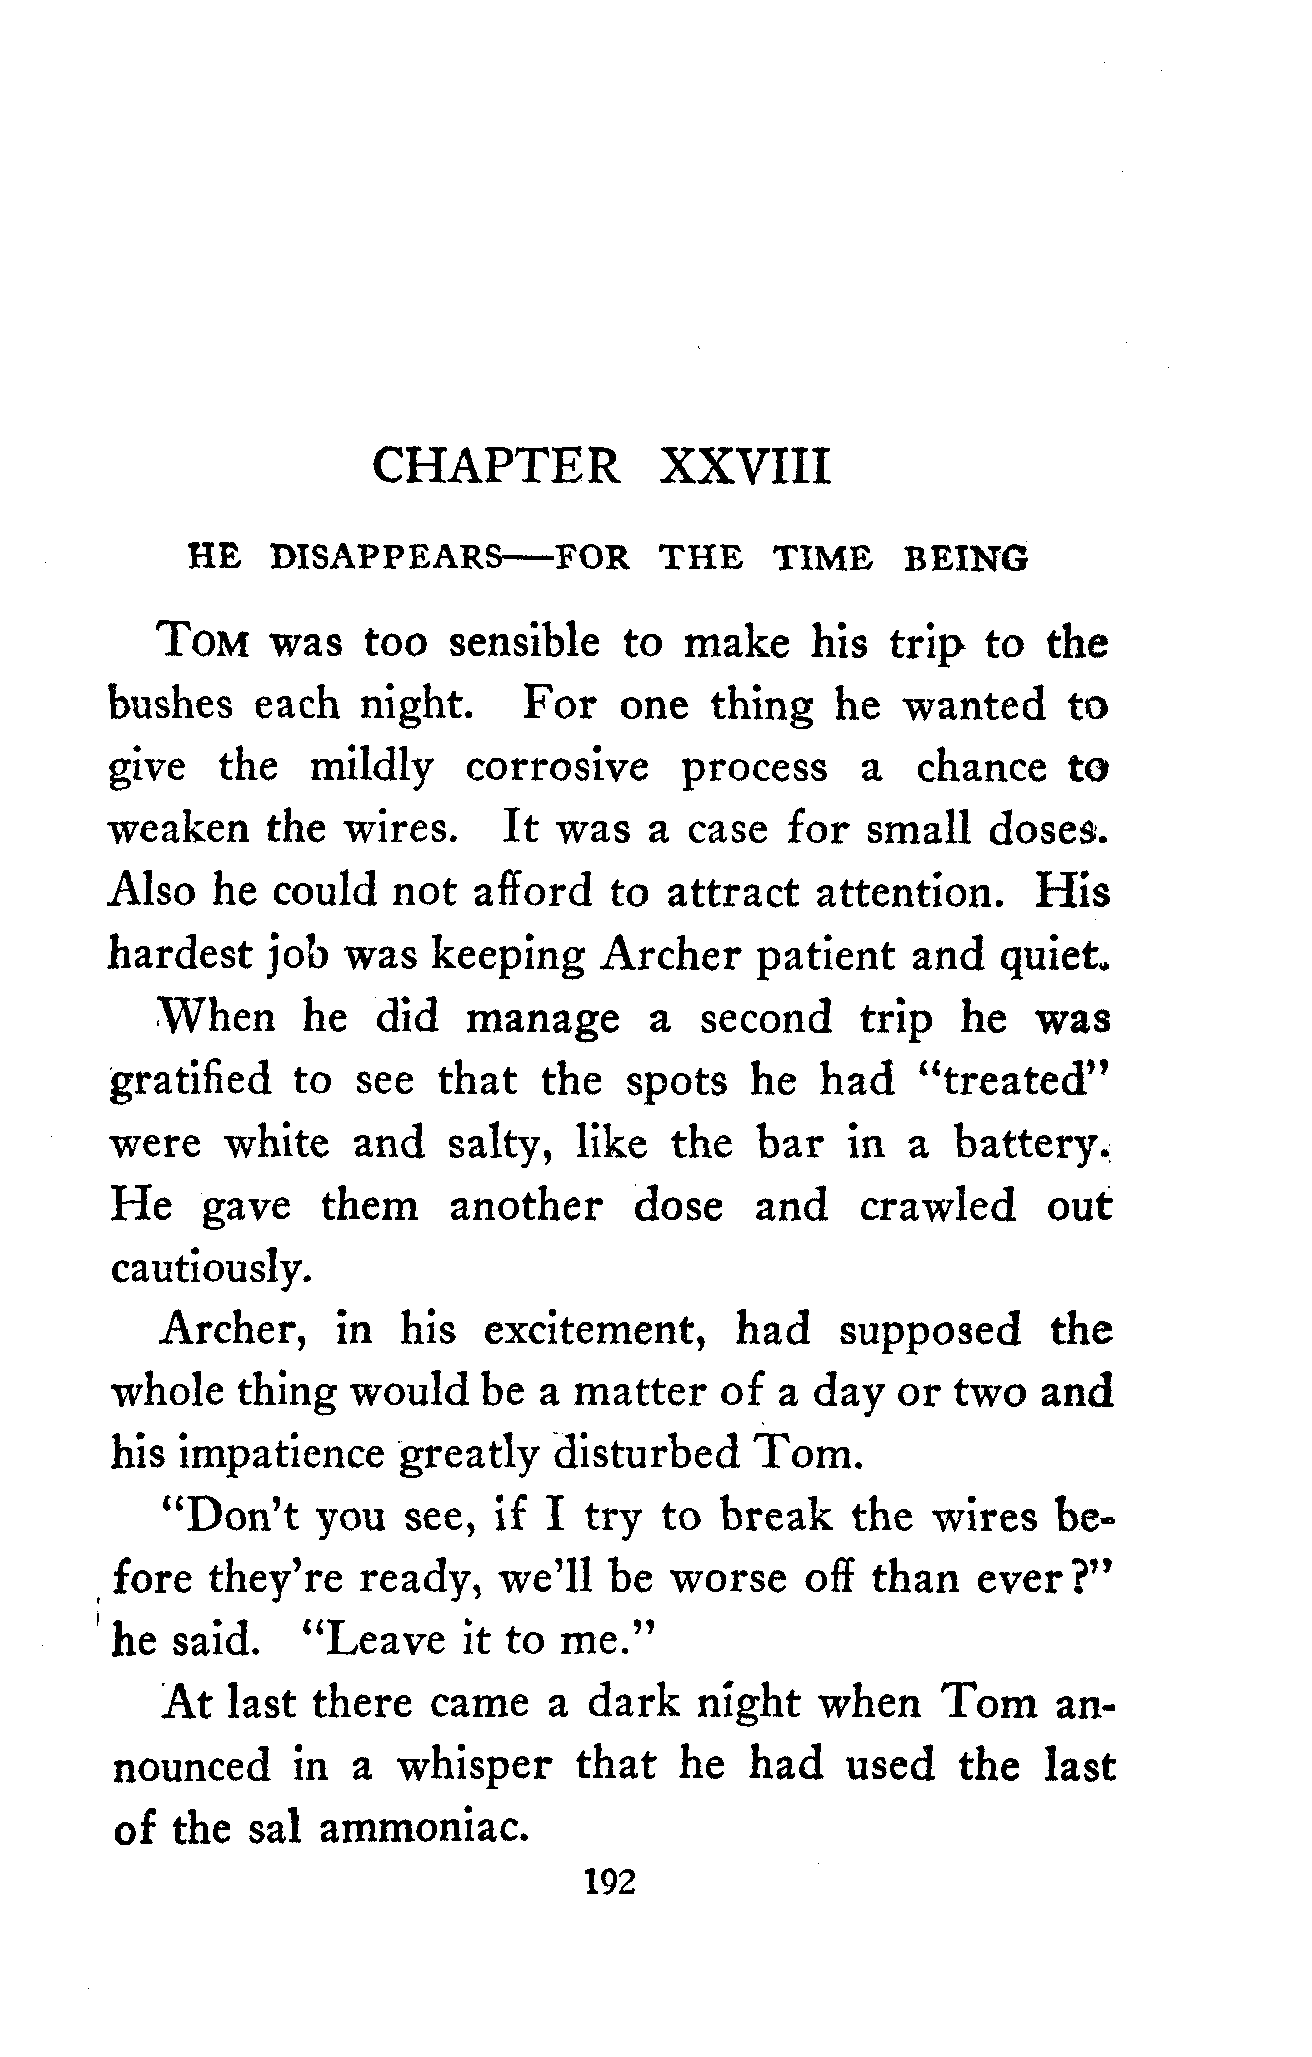 CHAPTER XXVIII
HE DISAPPEARS—FOR THE TIME BEING
TOM was too sensible to make his trip to the
bushes each night. For one thing he wanted to
give the mildly corrosive process a chance to
weaken the wires. It was a case for small doses.
Also he could not afford to attract attention. His
hardest job was keeping Archer patient and quiet.
When he did manage a second trip he was
gratified to see that the spots he had “treated”
were white and salty, like the bar in a battery.
He gave them another dose and crawled out
cautiously.
Archer, in his excitement, had supposed the
whole thing would be a matter of a day or two and
his impatience greatly disturbed Tom.
“Don't you see, if I try to break the wires be-
fore they're ready, we'll be worse off than ever?”
he said. “Leave it to me.”
At last there came a dark night when Tom an-
nounced in a whisper that he had used the last
of the sal ammoniac.
192